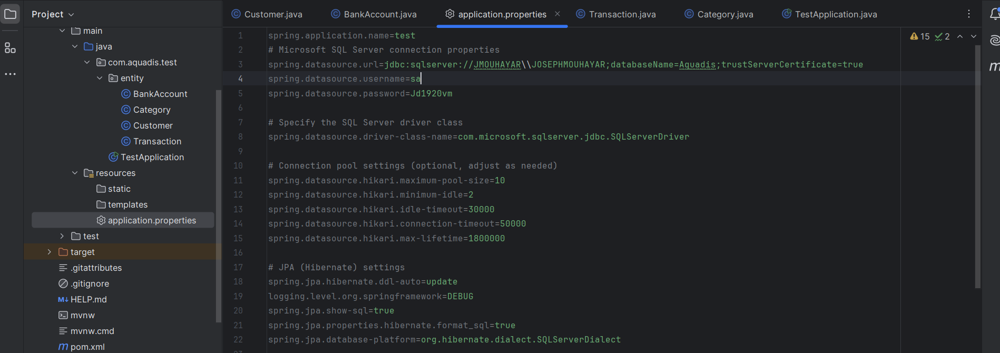 Project
main
java
com.aquadis.test
entity
BankAccount
Category
Customer
Transaction
TestApplication
resources
static
templates
application.properties
test
target
.gitattributes
.gitignore
M↓ HELP.md
mvnw
mvnw.cmd
m pom.xml
Customer.java BankAccount.java application.properties Transaction.java Category.java TestApplication.java
15 2
1 spring.application.name=test
2 # Microsoft SQL Server connection properties
3 spring.datasource.url=jdbc:sqlserver://JMOUHAYAR\\JOSEPHMOUHAYAR;databaseName=Aquadis;trustServerCertificate=true
4 spring.datasource.username=sa
5 spring.datasource.password=Jd1920vm
6
7 # Specify the SQL Server driver class
8 spring.datasource.driver-class-name=com.microsoft.sqlserver.jdbc.SQLServerDriver
9
10 # Connection pool settings (optional, adjust as needed)
11 spring.datasource.hikari.maximum-pool-size=10
12 spring.datasource.hikari.minimum-idle=2
13 spring.datasource.hikari.idle-timeout=30000
14 spring.datasource.hikari.connection-timeout=50000
15 spring.datasource.hikari.max-lifetime=1800000
16
17 # JPA (Hibernate) settings
18 spring.jpa.hibernate.ddl-auto=update
19 logging.level.org.springframework=DEBUG
20 spring.jpa.show-sql=true
21 spring.jpa.properties.hibernate.format_sql=true
22 spring.jpa.database-platform=org.hibernate.dialect.SQLServerDialect